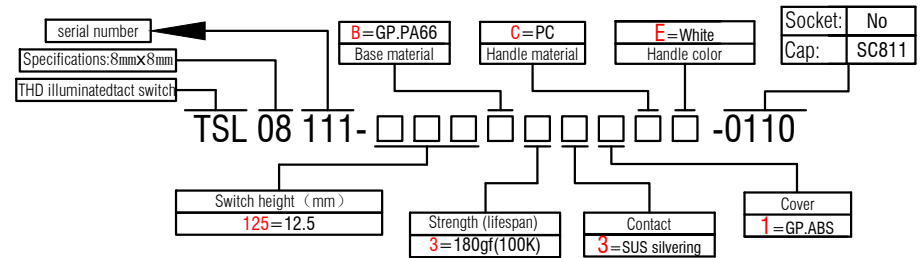 serial number
Specifications:8mm×8mm
THD illuminatedtact switch
B=GP.PA66
Base material
C=PC
Handle material
E=White
Handle color
Socket: No
Cap: SC811
TSL 08 111-□□□□□□□□□-0110
Switch height（mm）
125=12.5
Strength (lifespan)
3=180gf(100K)
Contact
3=SUS silvering
Cover
1=GP.ABS